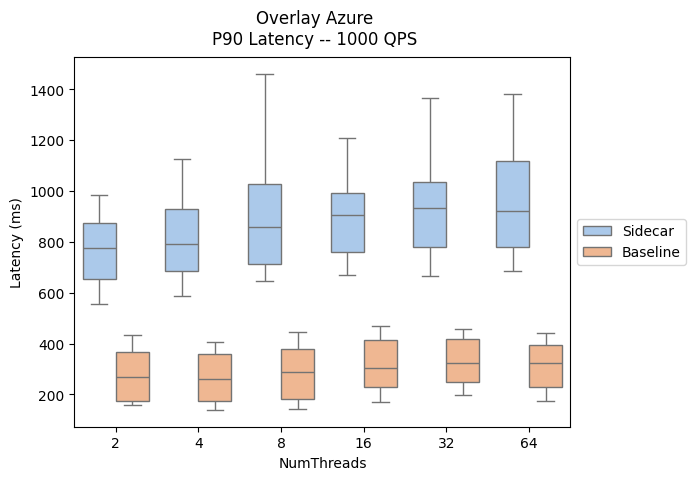 Overlay Azure
P90 Latency -- 1000 QPS
1400
1200
1000
800
600
400
200
Latency (ms)
2
4
8
16
32
64
NumThreads
Sidecar
Baseline